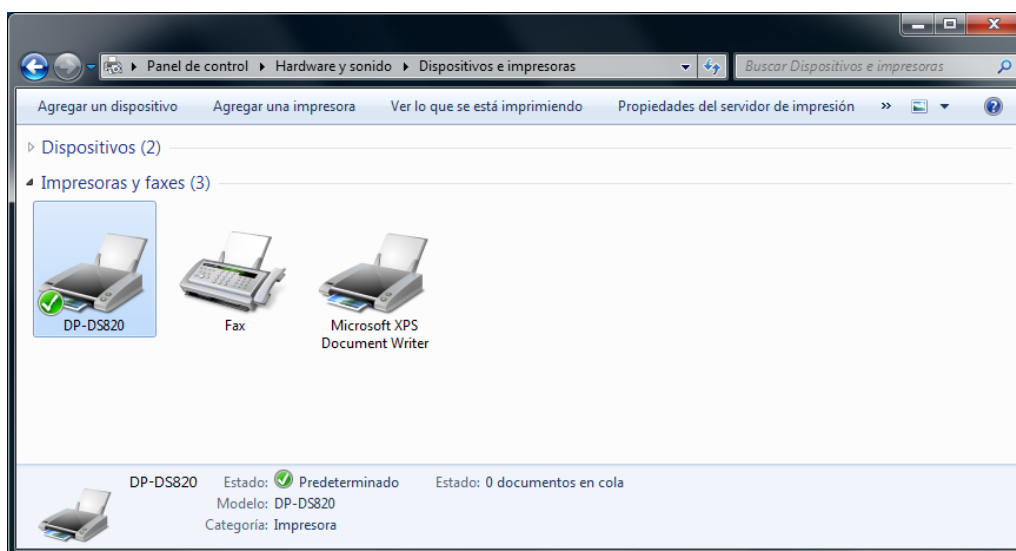 Panel de control Hardware y sonido Dispositivos e impresoras Buscar Dispositivos e impresoras
Agregar un dispositivo Agregar una impresora Ver lo que se está imprimiendo Propiedades del servidor de impresión »
Dispositivos (2)
Impresoras y faxes (3)
DP-DS820 Fax Microsoft XPS
Document Writer
DP-DS820 Estado: Predeterminado Estado: 0 documentos en cola
Modelo: DP-DS820
Categoría: Impresora